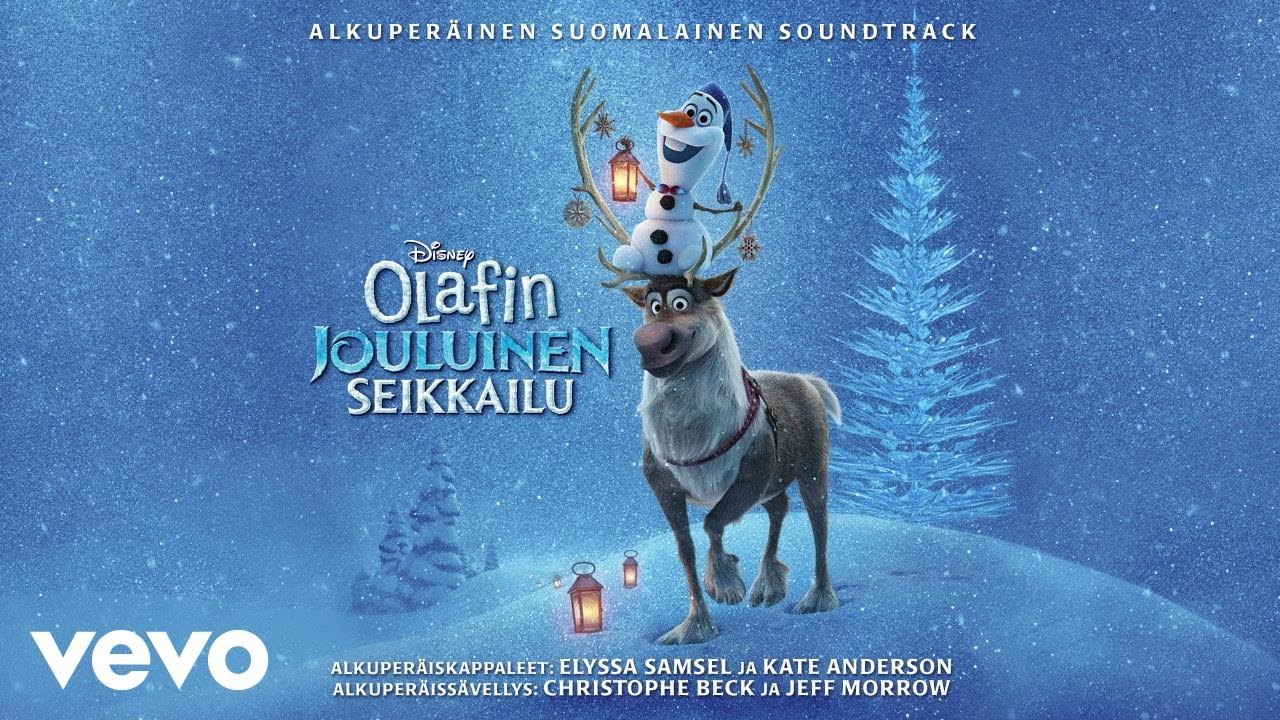 ALKUPERÄINEN SUOMALAINEN SOUNDTRACK
Disney
Olafin
JOULUINEN
SEIKKAILU
vevo
ALKUPERÄISKAPPALEET: ELYSSA SAMSEL JA KATE ANDERSON
ALKUPERÄISSÄVELLYS: CHRISTOPHE BECK JA JEFF MORROW